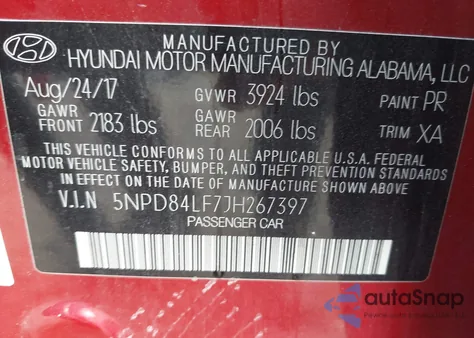 MANUFACTURED BY
HYUNDAI MOTOR MANUFACTURING ALABAMA, LLC
Aug/24/17 GVWR 3924 lbs PAINT PR
GAWR FRONT 2183 lbs GAWR REAR 2006 lbs TRIM XA
THIS VEHICLE CONFORMS TO ALL APPLICABLE U.S.A. FEDERAL
MOTOR VEHICLE SAFETY, BUMPER, AND THEFT PREVENTION STANDARDS
IN EFFECT ON THE DATE OF MANUFACTURE SHOWN ABOVE.
V.I.N 5NPD84LF7JH267397
PASSENGER CAR
autoSnap